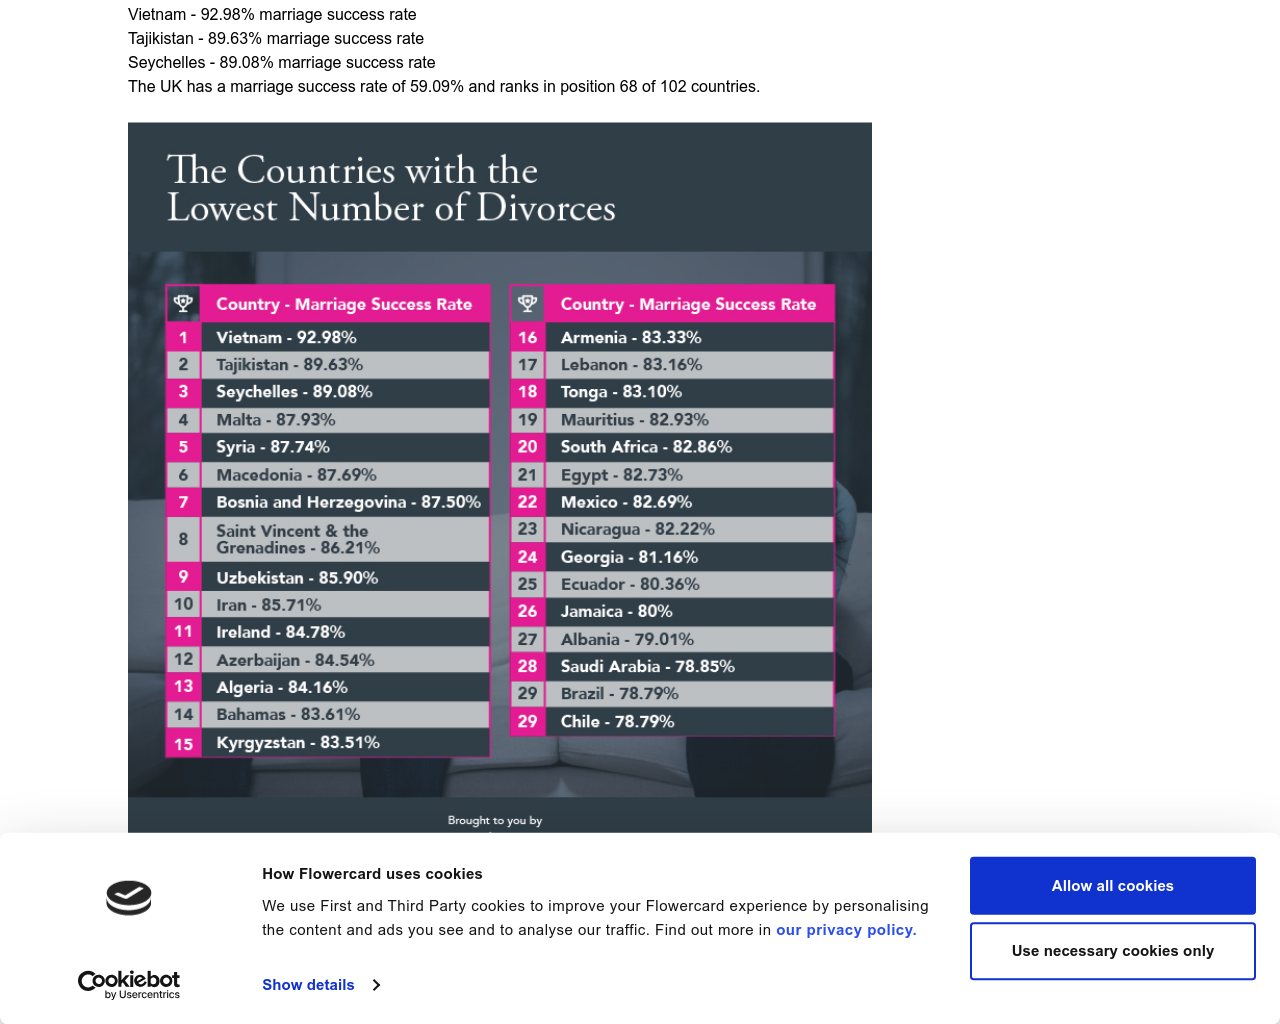 Vietnam - 92.98% marriage success rate
Tajikistan - 89.63% marriage success rate
Seychelles - 89.08% marriage success rate
The UK has a marriage success rate of 59.09% and ranks in position 68 of 102 countries.
The Countries with the
Lowest Number of Divorces
Country - Marriage Success Rate
1 Vietnam - 92.98%
2 Tajikistan - 89.63%
3 Seychelles - 89.08%
4 Malta - 87.93%
5 Syria - 87.74%
6 Macedonia - 87.69%
7 Bosnia and Herzegovina - 87.50%
8 Saint Vincent & the
Grenadines - 86.21%
9 Uzbekistan - 85.90%
10 Iran - 85.71%
11 Ireland - 84.78%
12 Azerbaijan - 84.54%
13 Algeria - 84.16%
14 Bahamas - 83.61%
15 Kyrgyzstan - 83.51%
Country - Marriage Success Rate
16 Armenia - 83.33%
17 Lebanon - 83.16%
18 Tonga - 83.10%
19 Mauritius - 82.93%
20 South Africa - 82.86%
21 Egypt - 82.73%
22 Mexico - 82.69%
23 Nicaragua - 82.22%
24 Georgia - 81.16%
25 Ecuador - 80.36%
26 Jamaica - 80%
27 Albania - 79.01%
28 Saudi Arabia - 78.85%
29 Brazil - 78.79%
29 Chile - 78.79%
Brought to you by
Cookiebot
by Usercentrics
How Flowercard uses cookies
We use First and Third Party cookies to improve your Flowercard experience by personalising
the content and ads you see and to analyse our traffic. Find out more in our privacy policy.
Show details
Allow all cookies
Use necessary cookies only